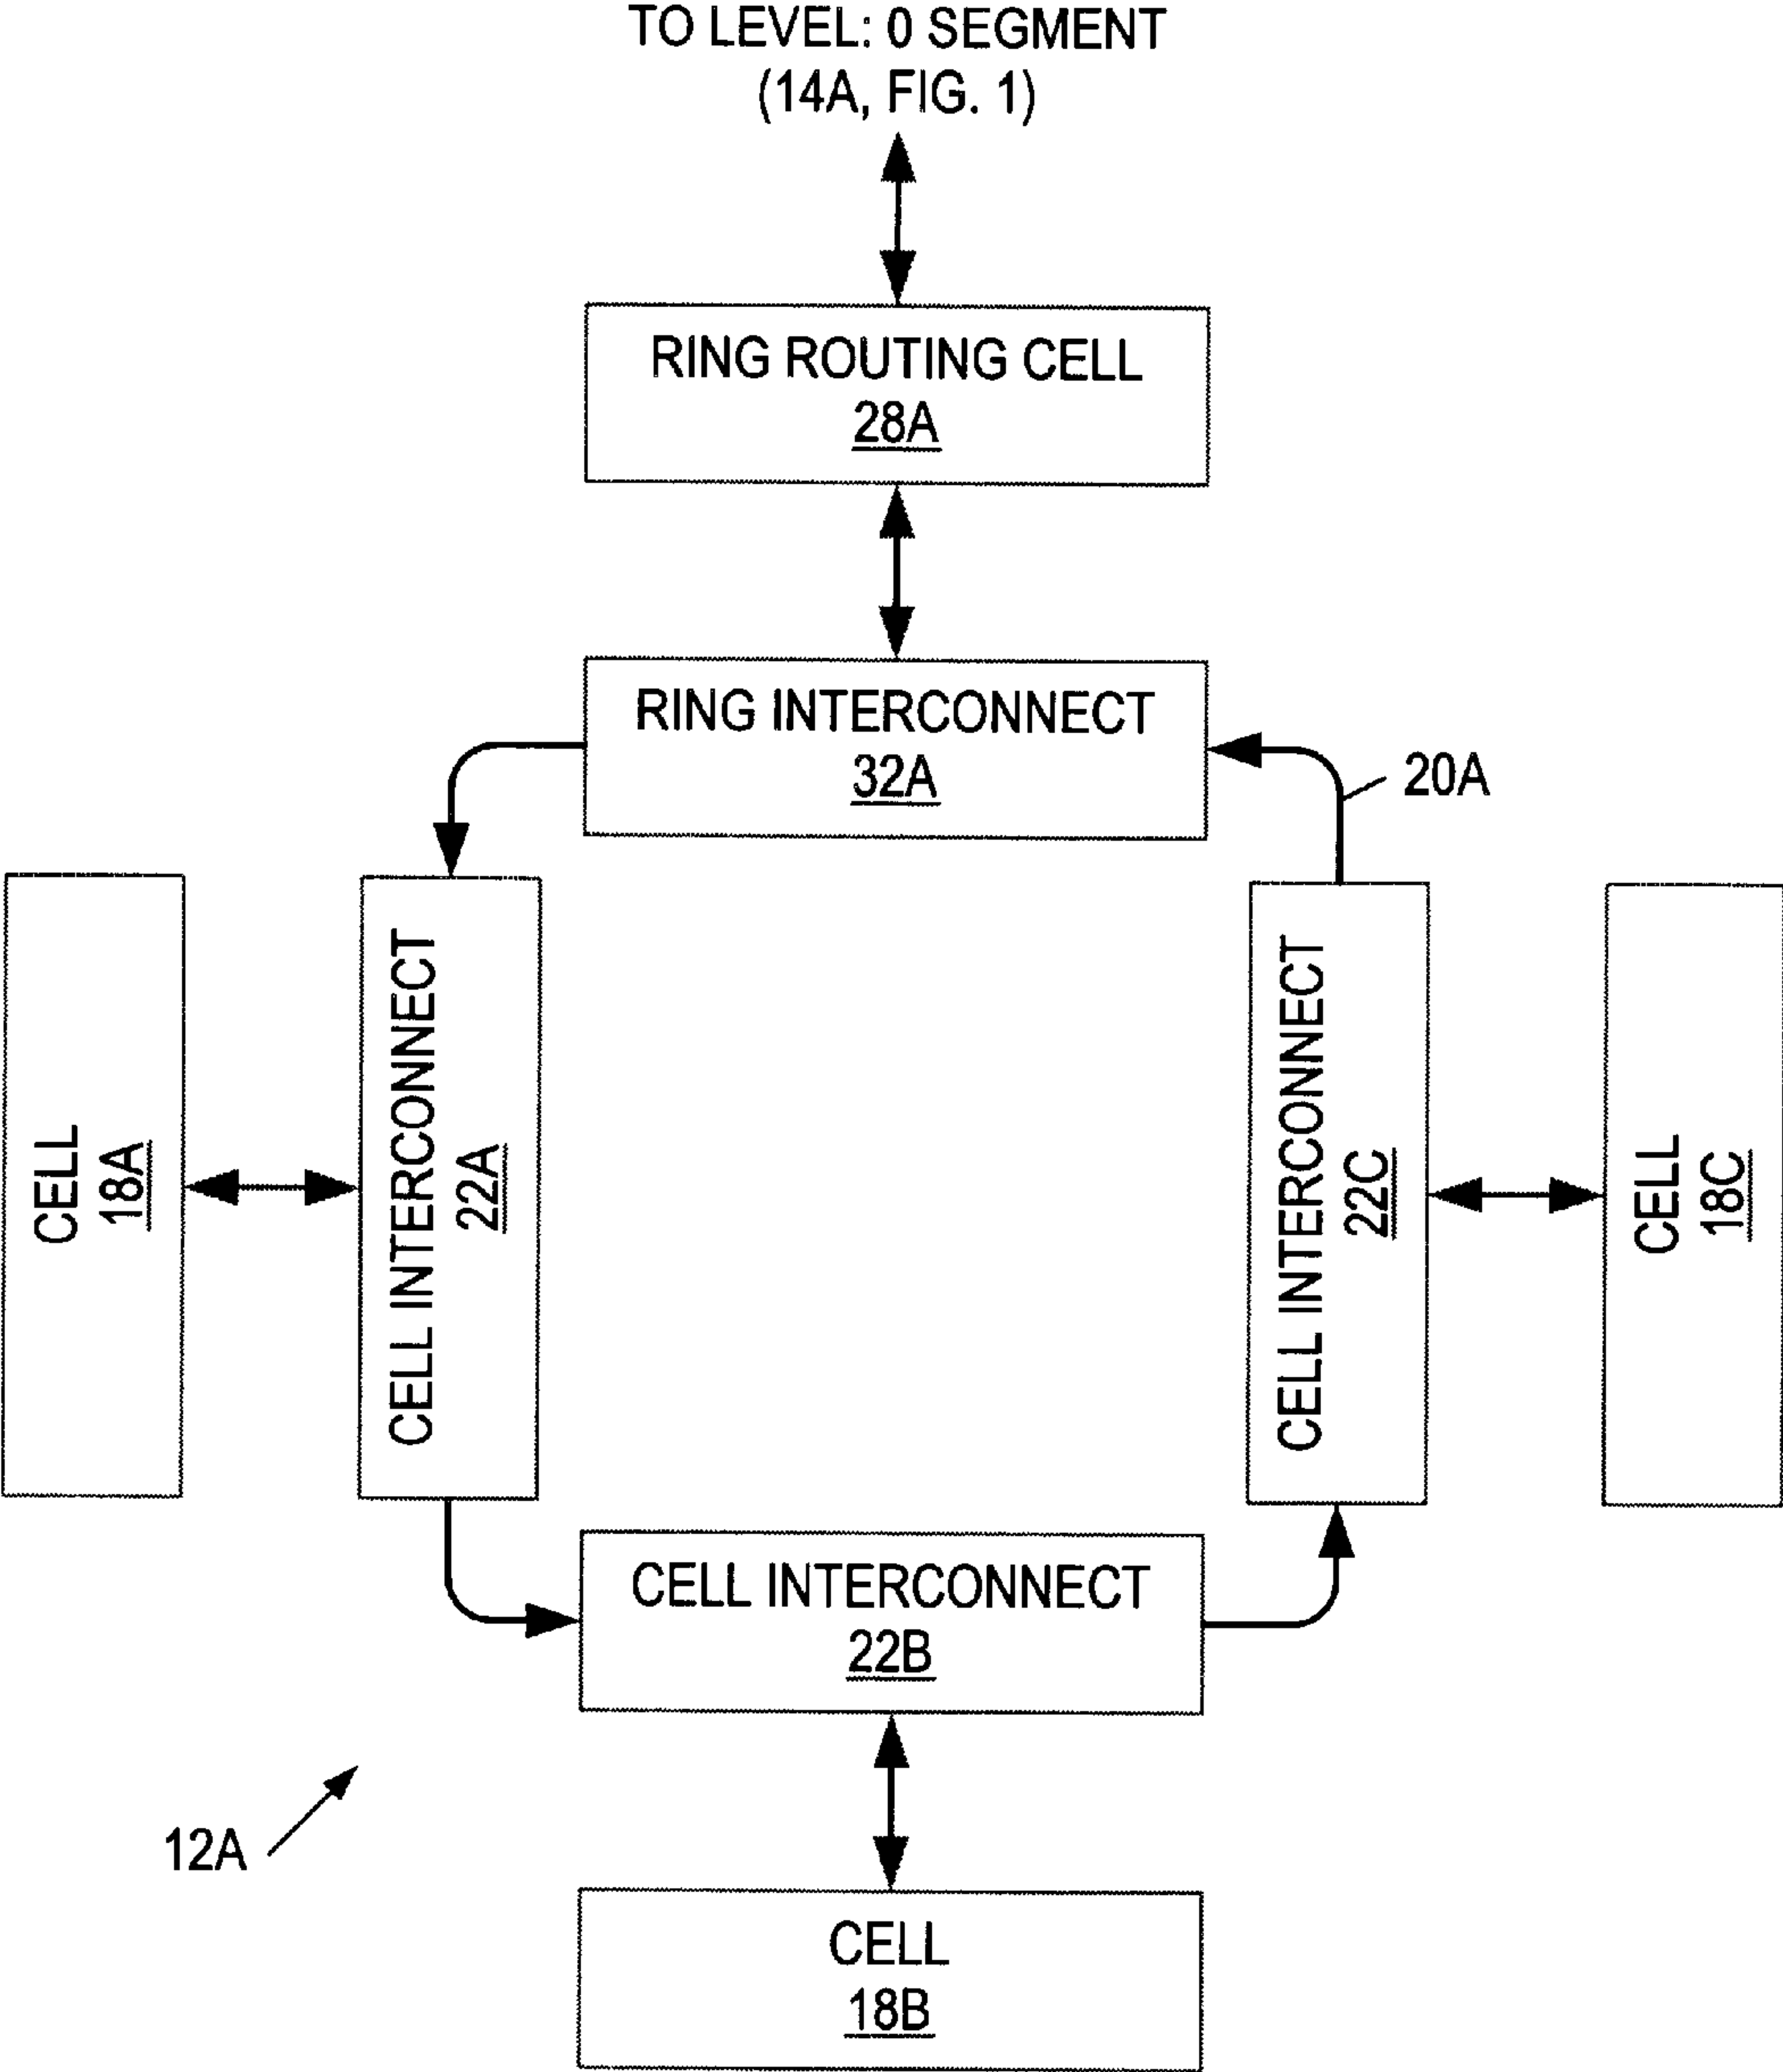 TO LEVEL: 0 SEGMENT
(14A, FIG. 1)
RING ROUTING CELL
28A
RING INTERCONNECT
32A
20A
CELL
18A
CELL INTERCONNECT
22A
CELL INTERCONNECT
22C
CELL
18C
CELL INTERCONNECT
22B
12A
CELL
18B